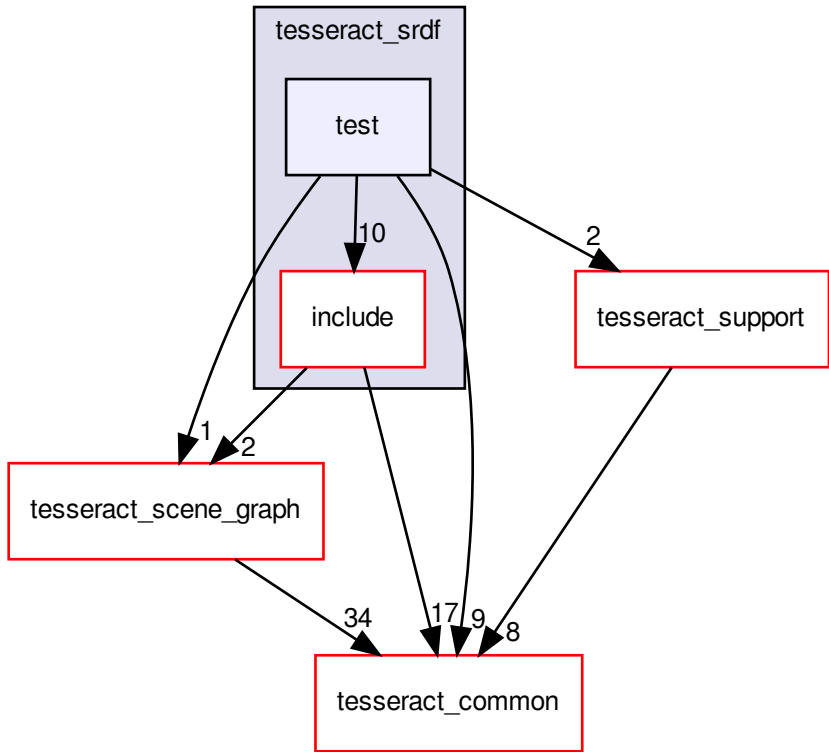 tesseract_srdf
test
10
2
include
tesseract_support
1
2
tesseract_scene_graph
34
17
9
8
tesseract_common